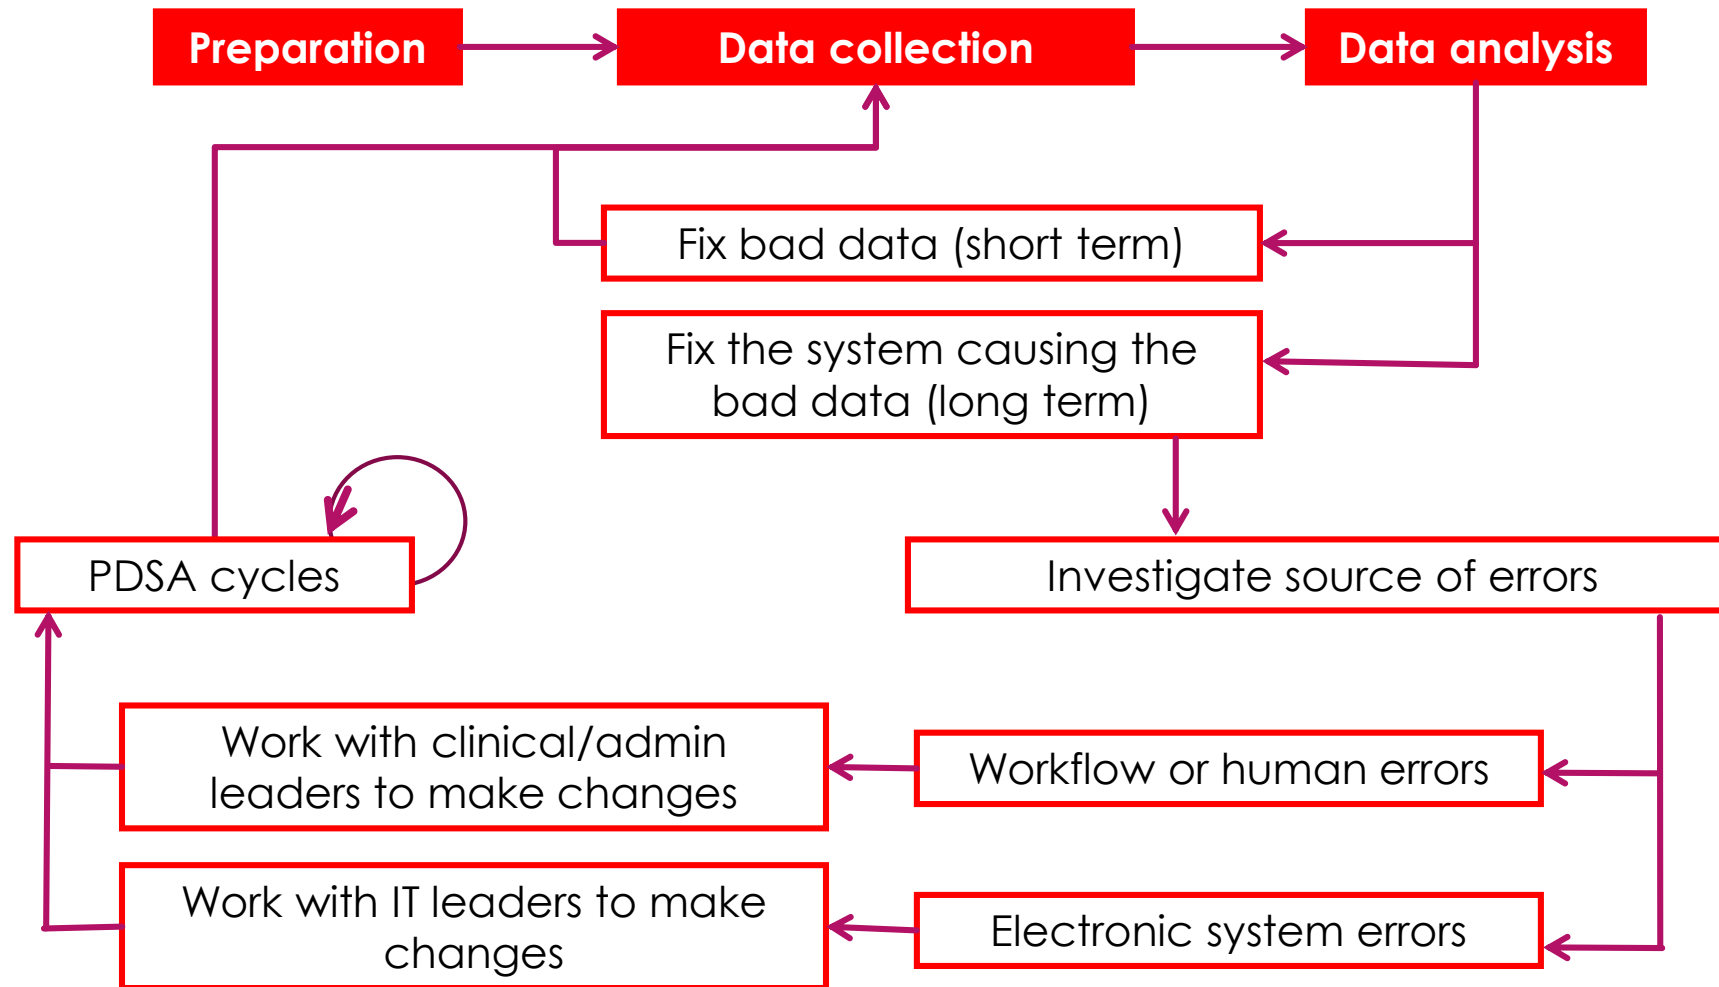 Preparation
Data collection
Data analysis
Fix bad data (short term)
Fix the system causing the
bad data (long term)
PDSA cycles
Investigate source of errors
Work with clinical/admin
leaders to make changes
Workflow or human errors
Work with IT leaders to make
changes
Electronic system errors